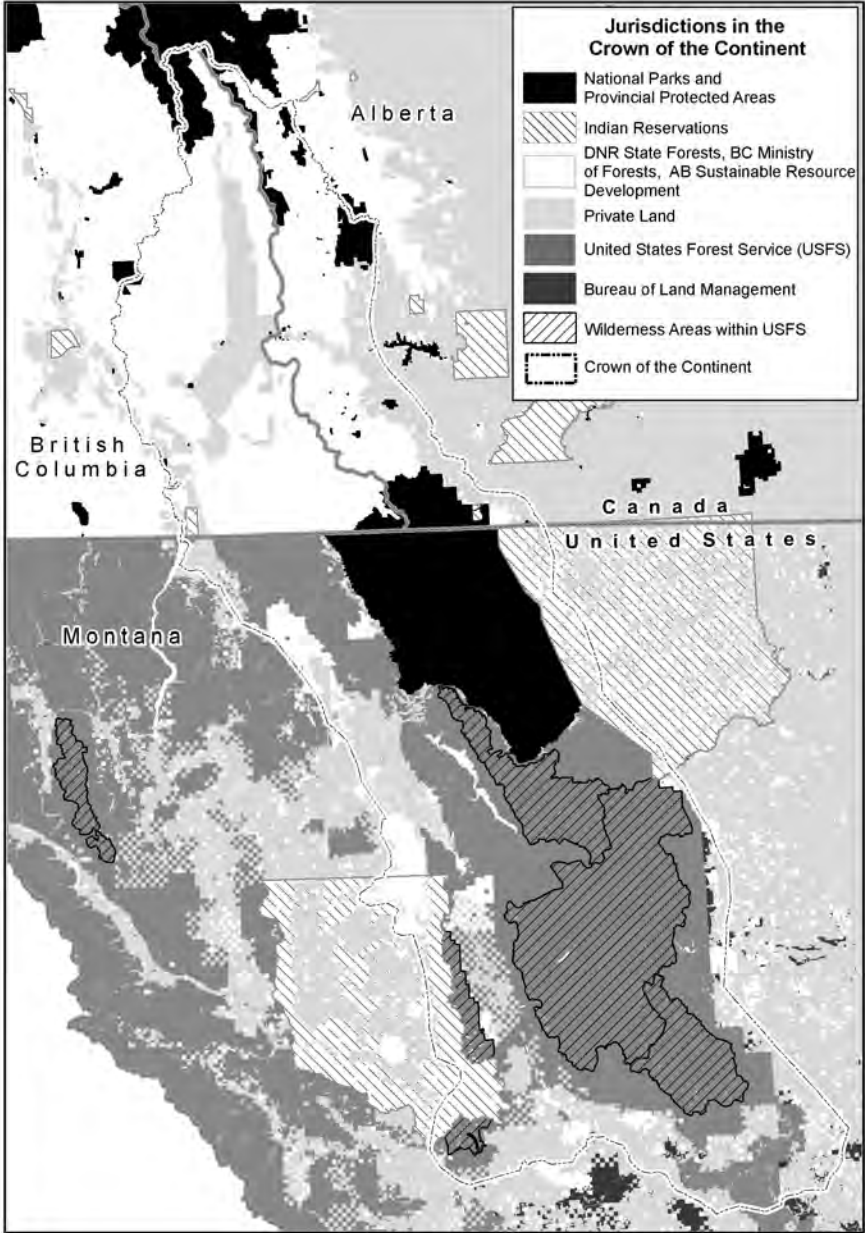 Jurisdictions in the
Crown of the Continent
National Parks and
Provincial Protected Areas
Indian Reservations
DNR State Forests, BC Ministry
of Forests, AB Sustainable Resource
Development
Private Land
United States Forest Service (USFS)
Bureau of Land Management
Wilderness Areas within USFS
Crown of the Continent
Alberta
British
Columbia
Canada
United States
Montana